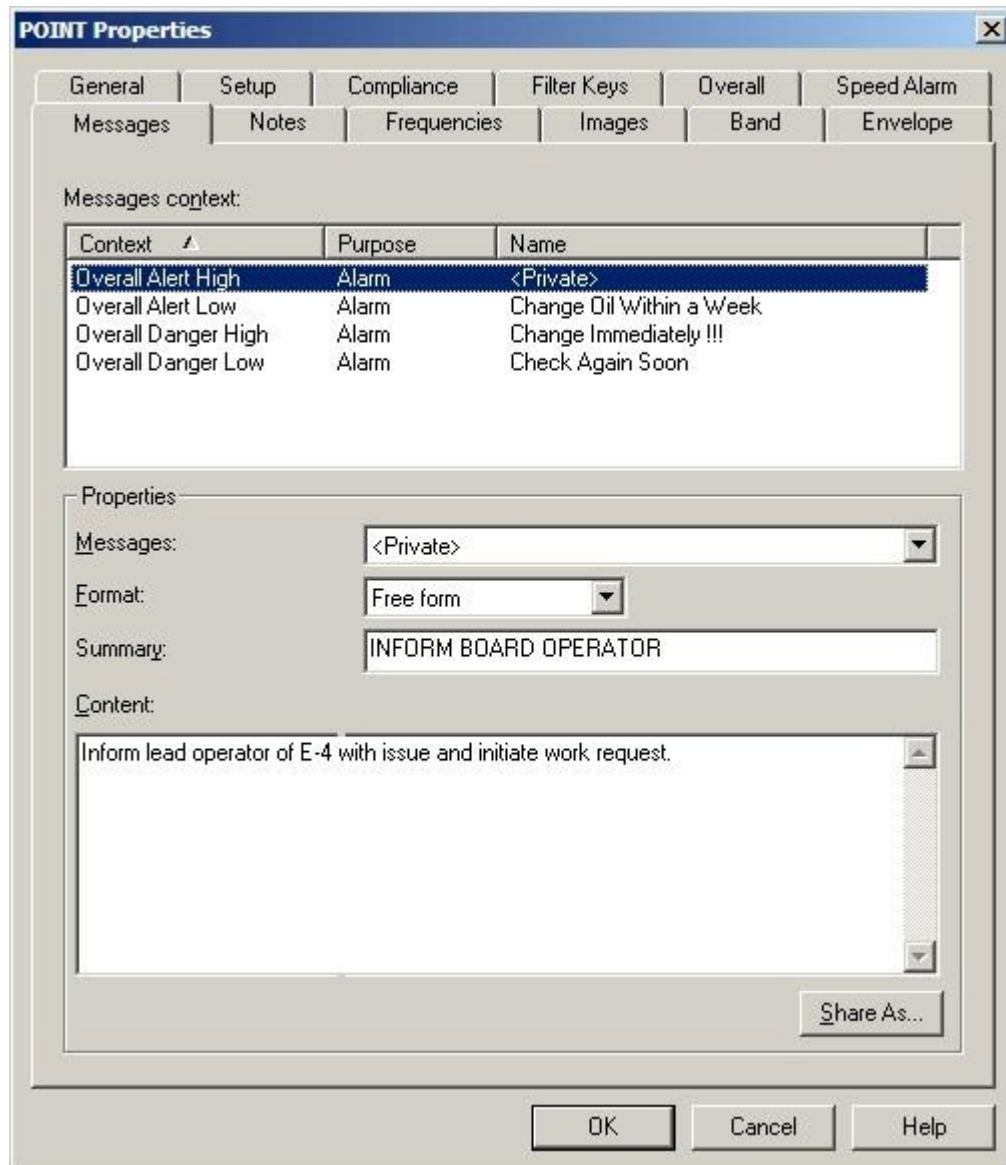 POINT Properties
General Setup Compliance Filter Keys Overall Speed Alarm
Messages Notes Frequencies Images Band Envelope
Messages context:
Context Purpose Name
Overall Alert High Alarm <Private>
Overall Alert Low Alarm Change Oil Within a Week
Overall Danger High Alarm Change Immediately !!!
Overall Danger Low Alarm Check Again Soon
Properties
Messages: <Private>
Format: Free form
Summary: INFORM BOARD OPERATOR
Content:
Inform lead operator of E-4 with issue and initiate work request.
Share As...
OK Cancel Help